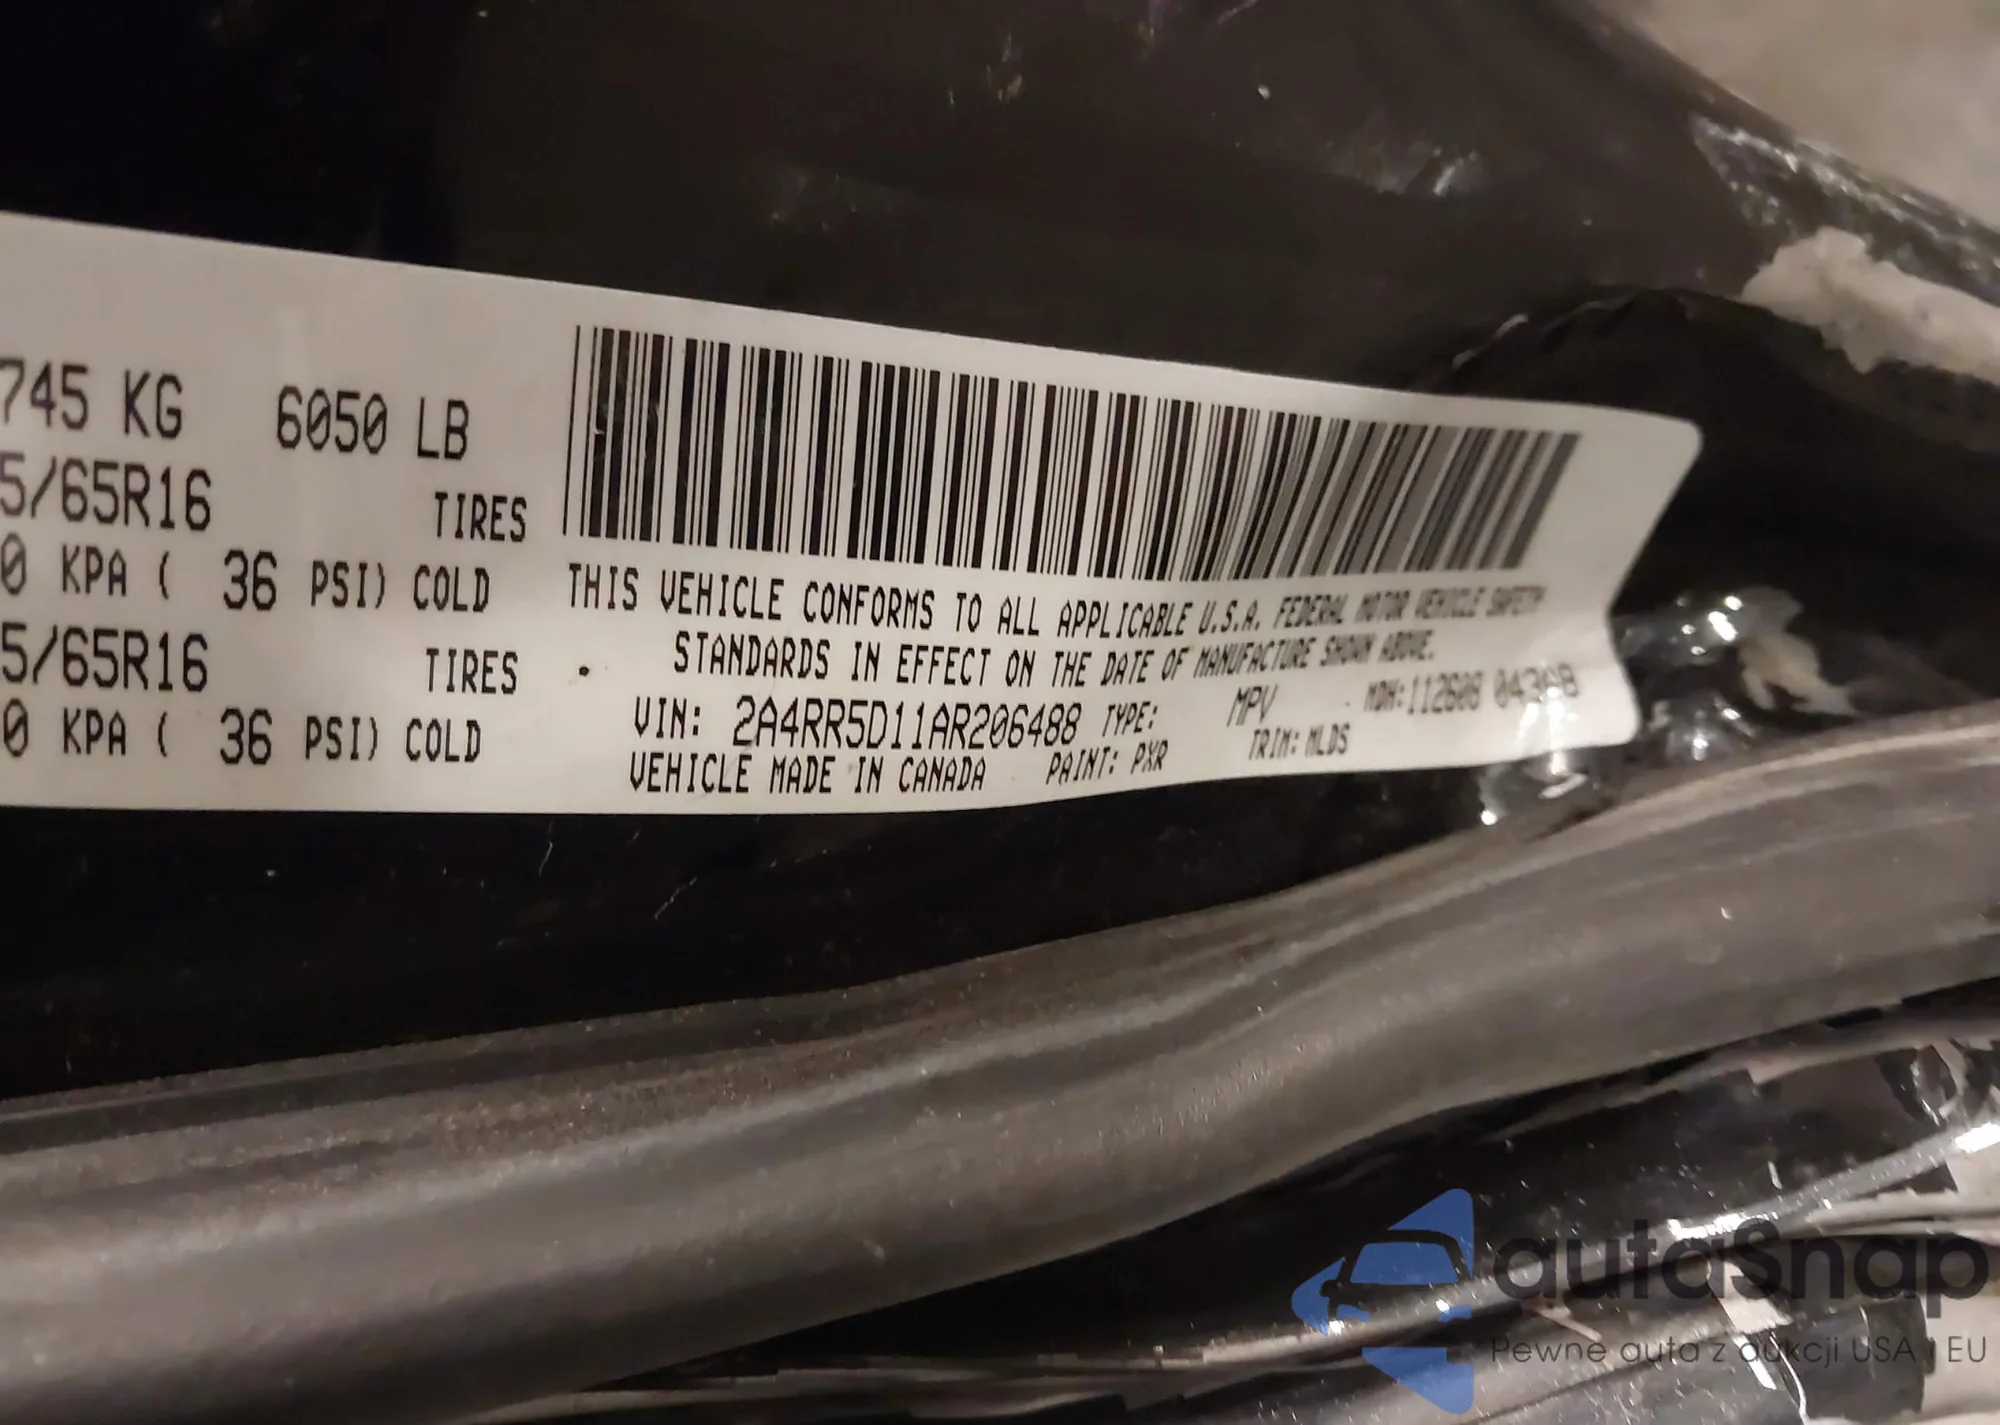 745 KG 6050 LB
5/65R16 TIRES
0 KPA ( 36 PSI) COLD
5/65R16 TIRES
0 KPA ( 36 PSI) COLD
THIS VEHICLE CONFORMS TO ALL APPLICABLE U.S.A. FEDERAL MOTOR VEHICLE SAFETY
STANDARDS IN EFFECT ON THE DATE OF MANUFACTURE SHOWN ABOVE.
VIN: 2A4RR5D11AR206488 TYPE: MPV MDH:112608
VEHICLE MADE IN CANADA PAINT: PXR TRIM: MLDS
autaSnap
Pewne auta z aukcji USA i EU